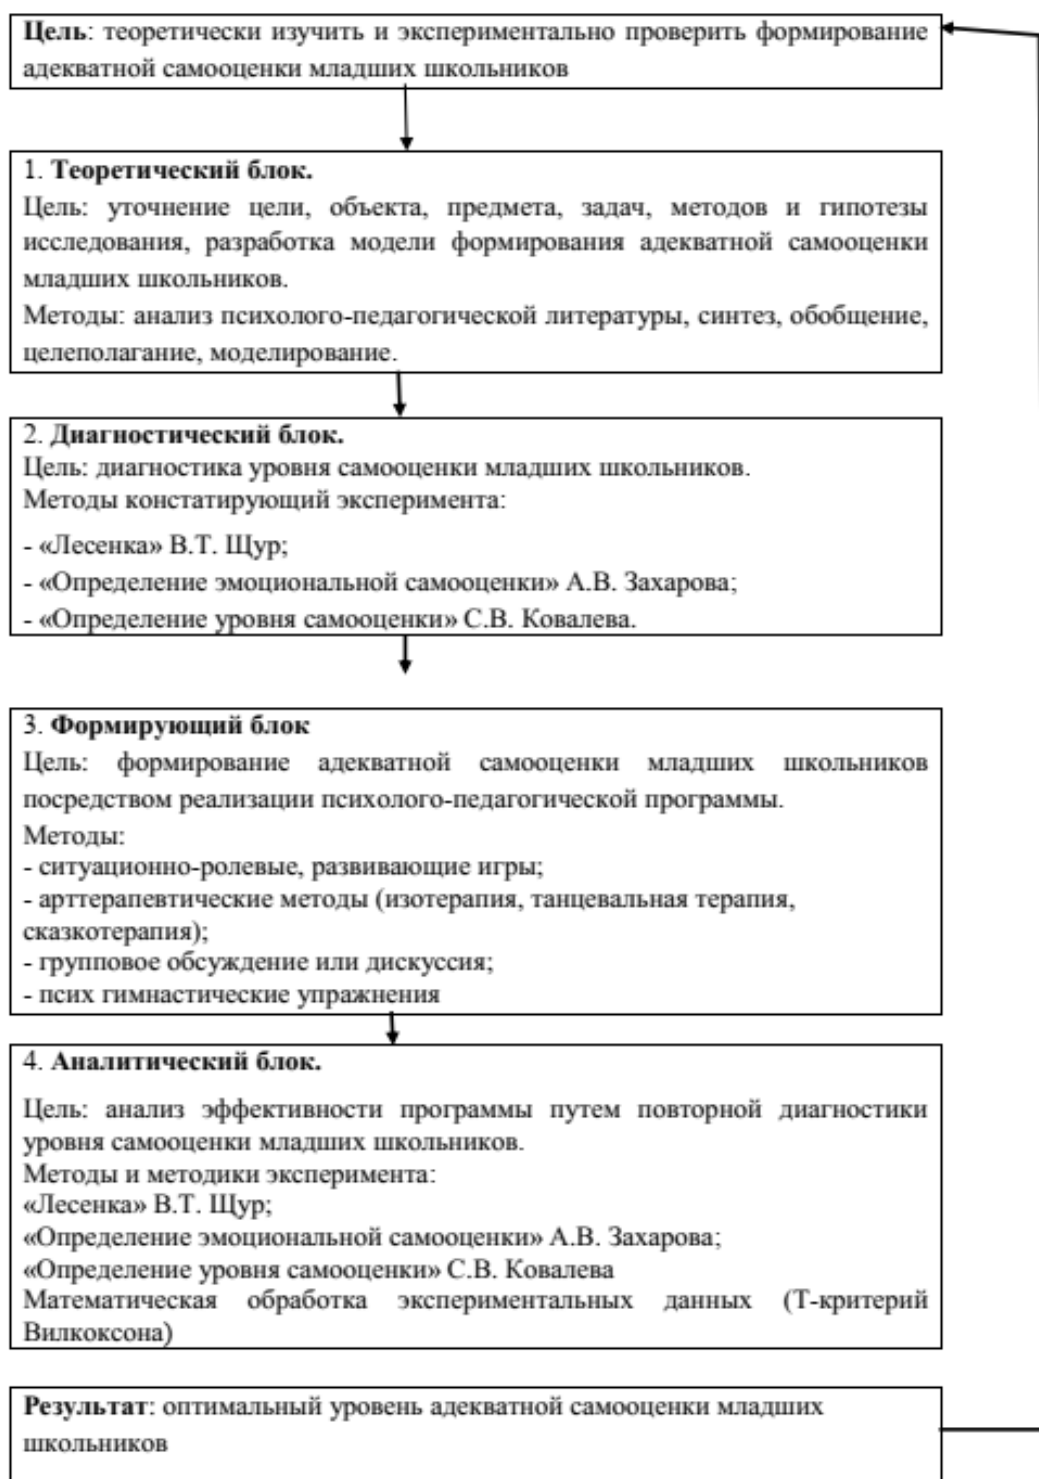 Цель: теоретически изучить и экспериментально проверить формирование
адекватной самооценки младших школьников
1. Теоретический блок.
Цель: уточнение цели, объекта, предмета, задач, методов и гипотезы
исследования, разработка модели формирования адекватной самооценки
младших школьников.
Методы: анализ психолого-педагогической литературы, синтез, обобщение,
целеполагание, моделирование.
2. Диагностический блок.
Цель: диагностика уровня самооценки младших школьников.
Методы констатирующий эксперимента:
- «Лесенка» В.Т. Щур;
- «Определение эмоциональной самооценки» А.В. Захарова;
- «Определение уровня самооценки» С.В. Ковалева.
3. Формирующий блок
Цель: формирование адекватной самооценки младших школьников
посредством реализации психолого-педагогической программы.
Методы:
- ситуационно-ролевые, развивающие игры;
- арттерапевтические методы (изотерапия, танцевальная терапия,
сказкотерапия);
- групповое обсуждение или дискуссия;
- псих гимнастические упражнения
4. Аналитический блок.
Цель: анализ эффективности программы путем повторной диагностики
уровня самооценки младших школьников.
Методы и методики эксперимента:
«Лесенка» В.Т. Щур;
«Определение эмоциональной самооценки» А.В. Захарова;
«Определение уровня самооценки» С.В. Ковалева
Математическая обработка экспериментальных данных (Т-критерий
Вилкоксона)
Результат: оптимальный уровень адекватной самооценки младших
школьников